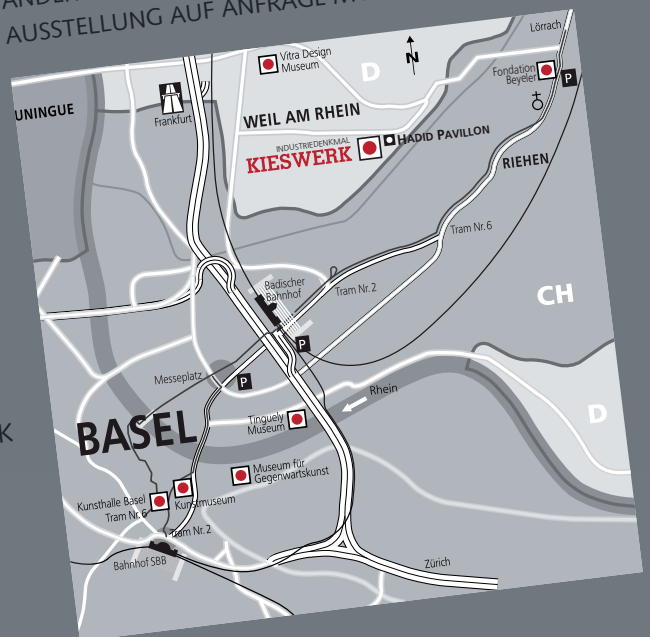 AUSSTELLUNG AUF ANFRAGE
Lörrach
Vitra Design
Museum
D
N
Fondation
Beyeler
P
UNINGUE
Frankfurt
WEIL AM RHEIN
INDUSTRIEDENKMAL
KIESWERK
HADID PAVILLON
RIEHEN
Tram Nr. 6
Badischer
Bahnhof
Tram Nr. 2
CH
P
Messeplatz
P
Rhein
BASEL
Tinguely
Museum
D
K
Museum für
Gegenwartskunst
Kunsthalle Basel
Kunstmuseum
Tram Nr. 6
Tram Nr. 2
Bahnhof SBB
Zürich